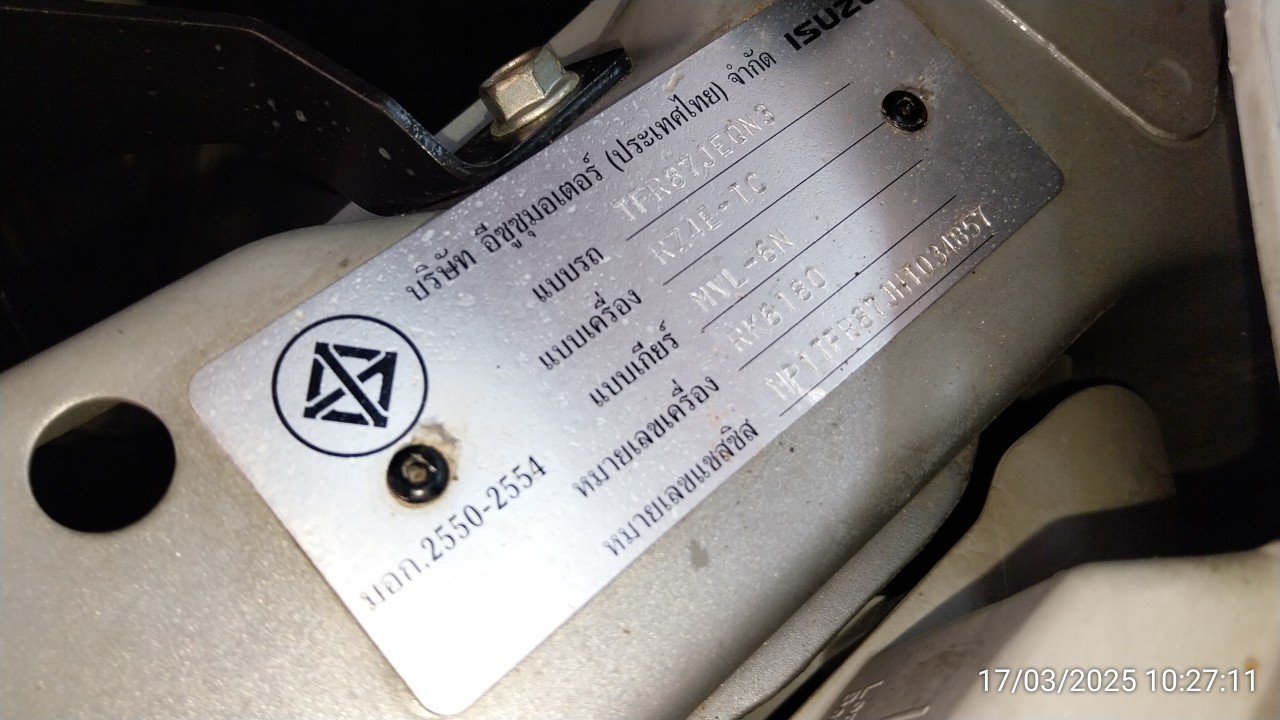 ISUZU
บริษัท อีซูซุมอเตอร์ (ประเทศไทย) จำกัด
แบบรถ TFR87JEQN3
แบบเครื่อง RZ4E-TC
แบบเกียร์ MVL-6N
หมายเลขเครื่อง RK6180
หมายเลขแชสซิส MP1TFR87JHT034857
มอก.2550-2554
17/03/2025 10:27:11